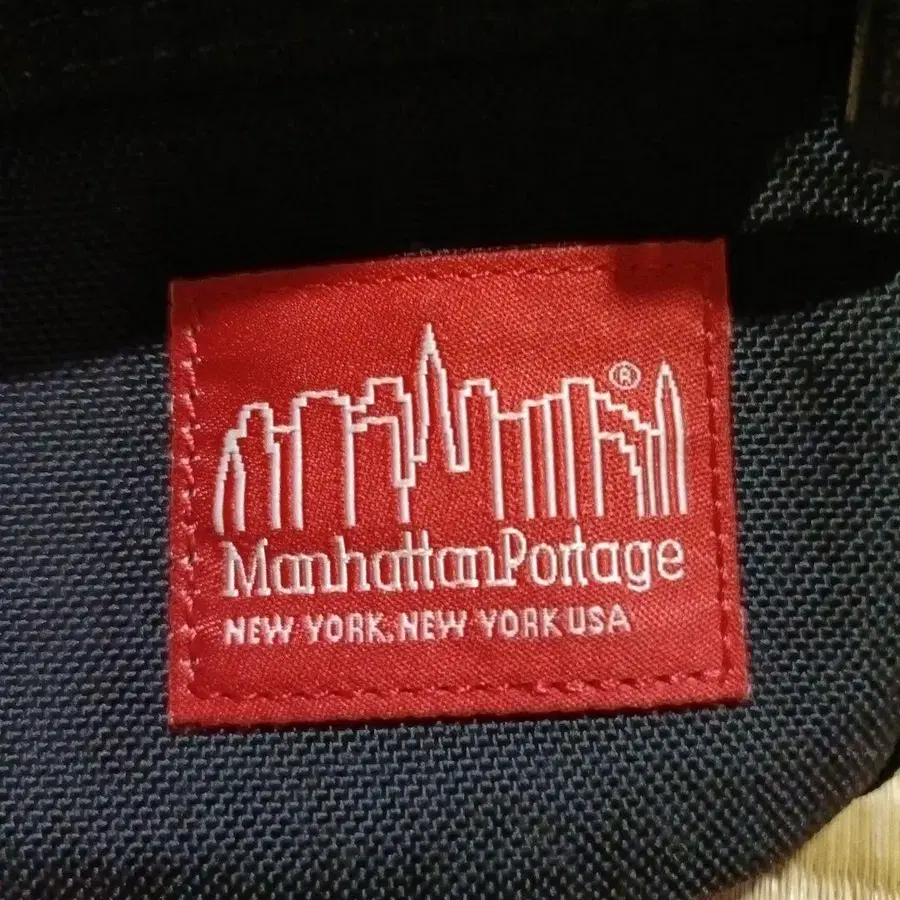 ®
ManhattanPortage
NEW YORK, NEW YORK USA